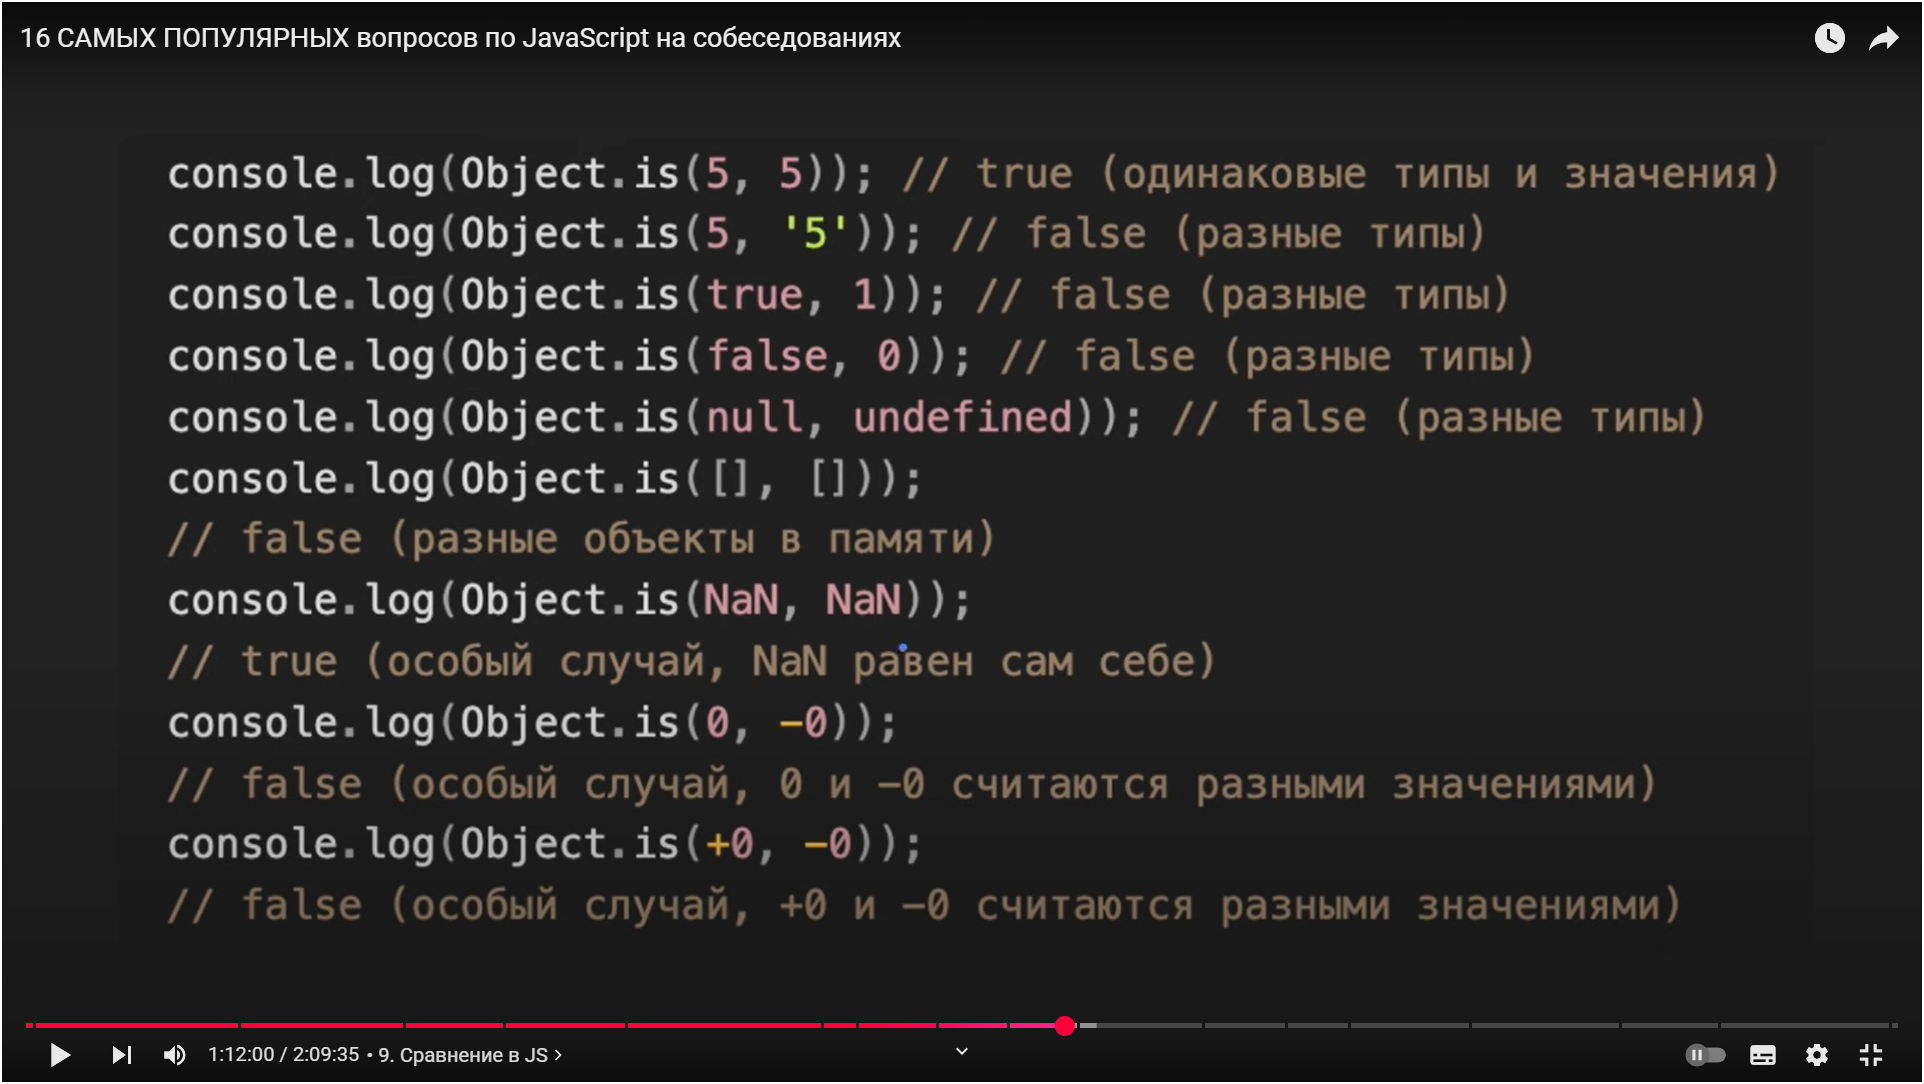 16 САМЫХ ПОПУЛЯРНЫХ вопросов по JavaScript на собеседованиях
console.log(Object.is(5, 5)); // true (одинаковые типы и значения)
console.log(Object.is(5, '5')); // false (разные типы)
console.log(Object.is(true, 1)); // false (разные типы)
console.log(Object.is(false, 0)); // false (разные типы)
console.log(Object.is(null, undefined)); // false (разные типы)
console.log(Object.is([], []));
// false (разные объекты в памяти)
console.log(Object.is(NaN, NaN));
// true (особый случай, NaN равен сам себе)
console.log(Object.is(0, −0));
// false (особый случай, 0 и −0 считаются разными значениями)
console.log(Object.is(+0, −0));
// false (особый случай, +0 и −0 считаются разными значениями)
1:12:00 / 2:09:35 • 9. Сравнение в JS